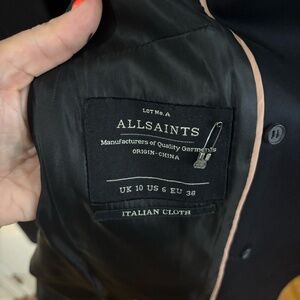 LOT No. A
ALLSAINTS
Manufacturers of Quality Garments
ORIGIN-CHINA
UK 10 US 6 EU 38
ITALIAN CLOTH